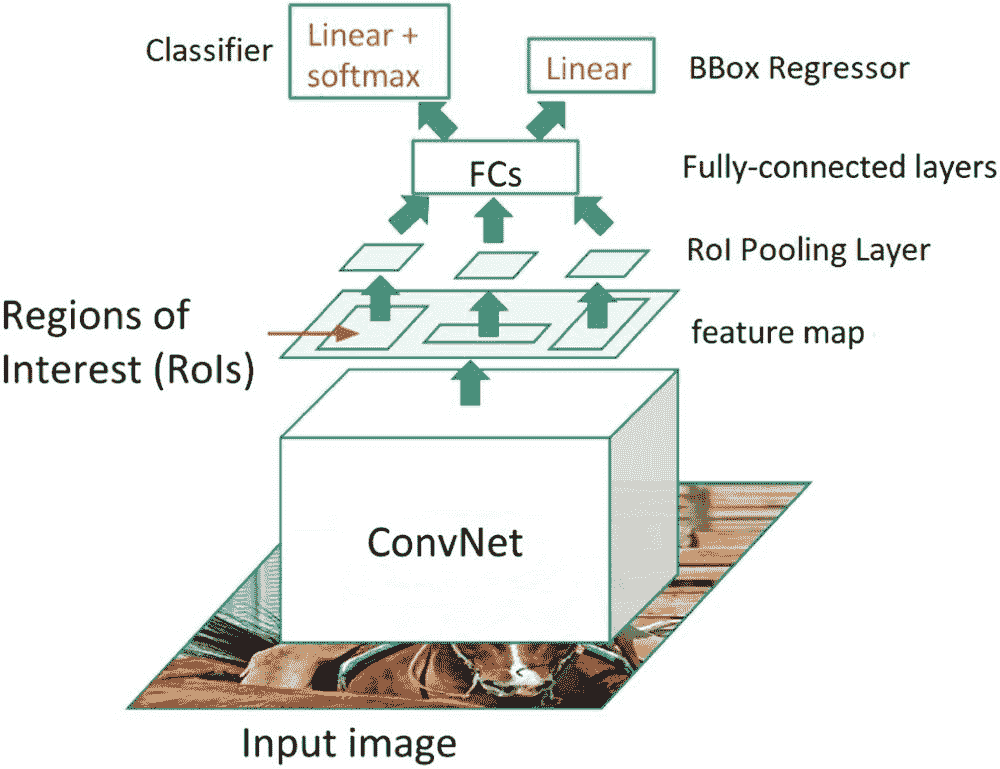 Classifier
Linear +
softmax
Linear
BBox Regressor
FCs
Fully-connected layers
RoI Pooling Layer
Regions of
Interest (RoIs)
feature map
ConvNet
Input image